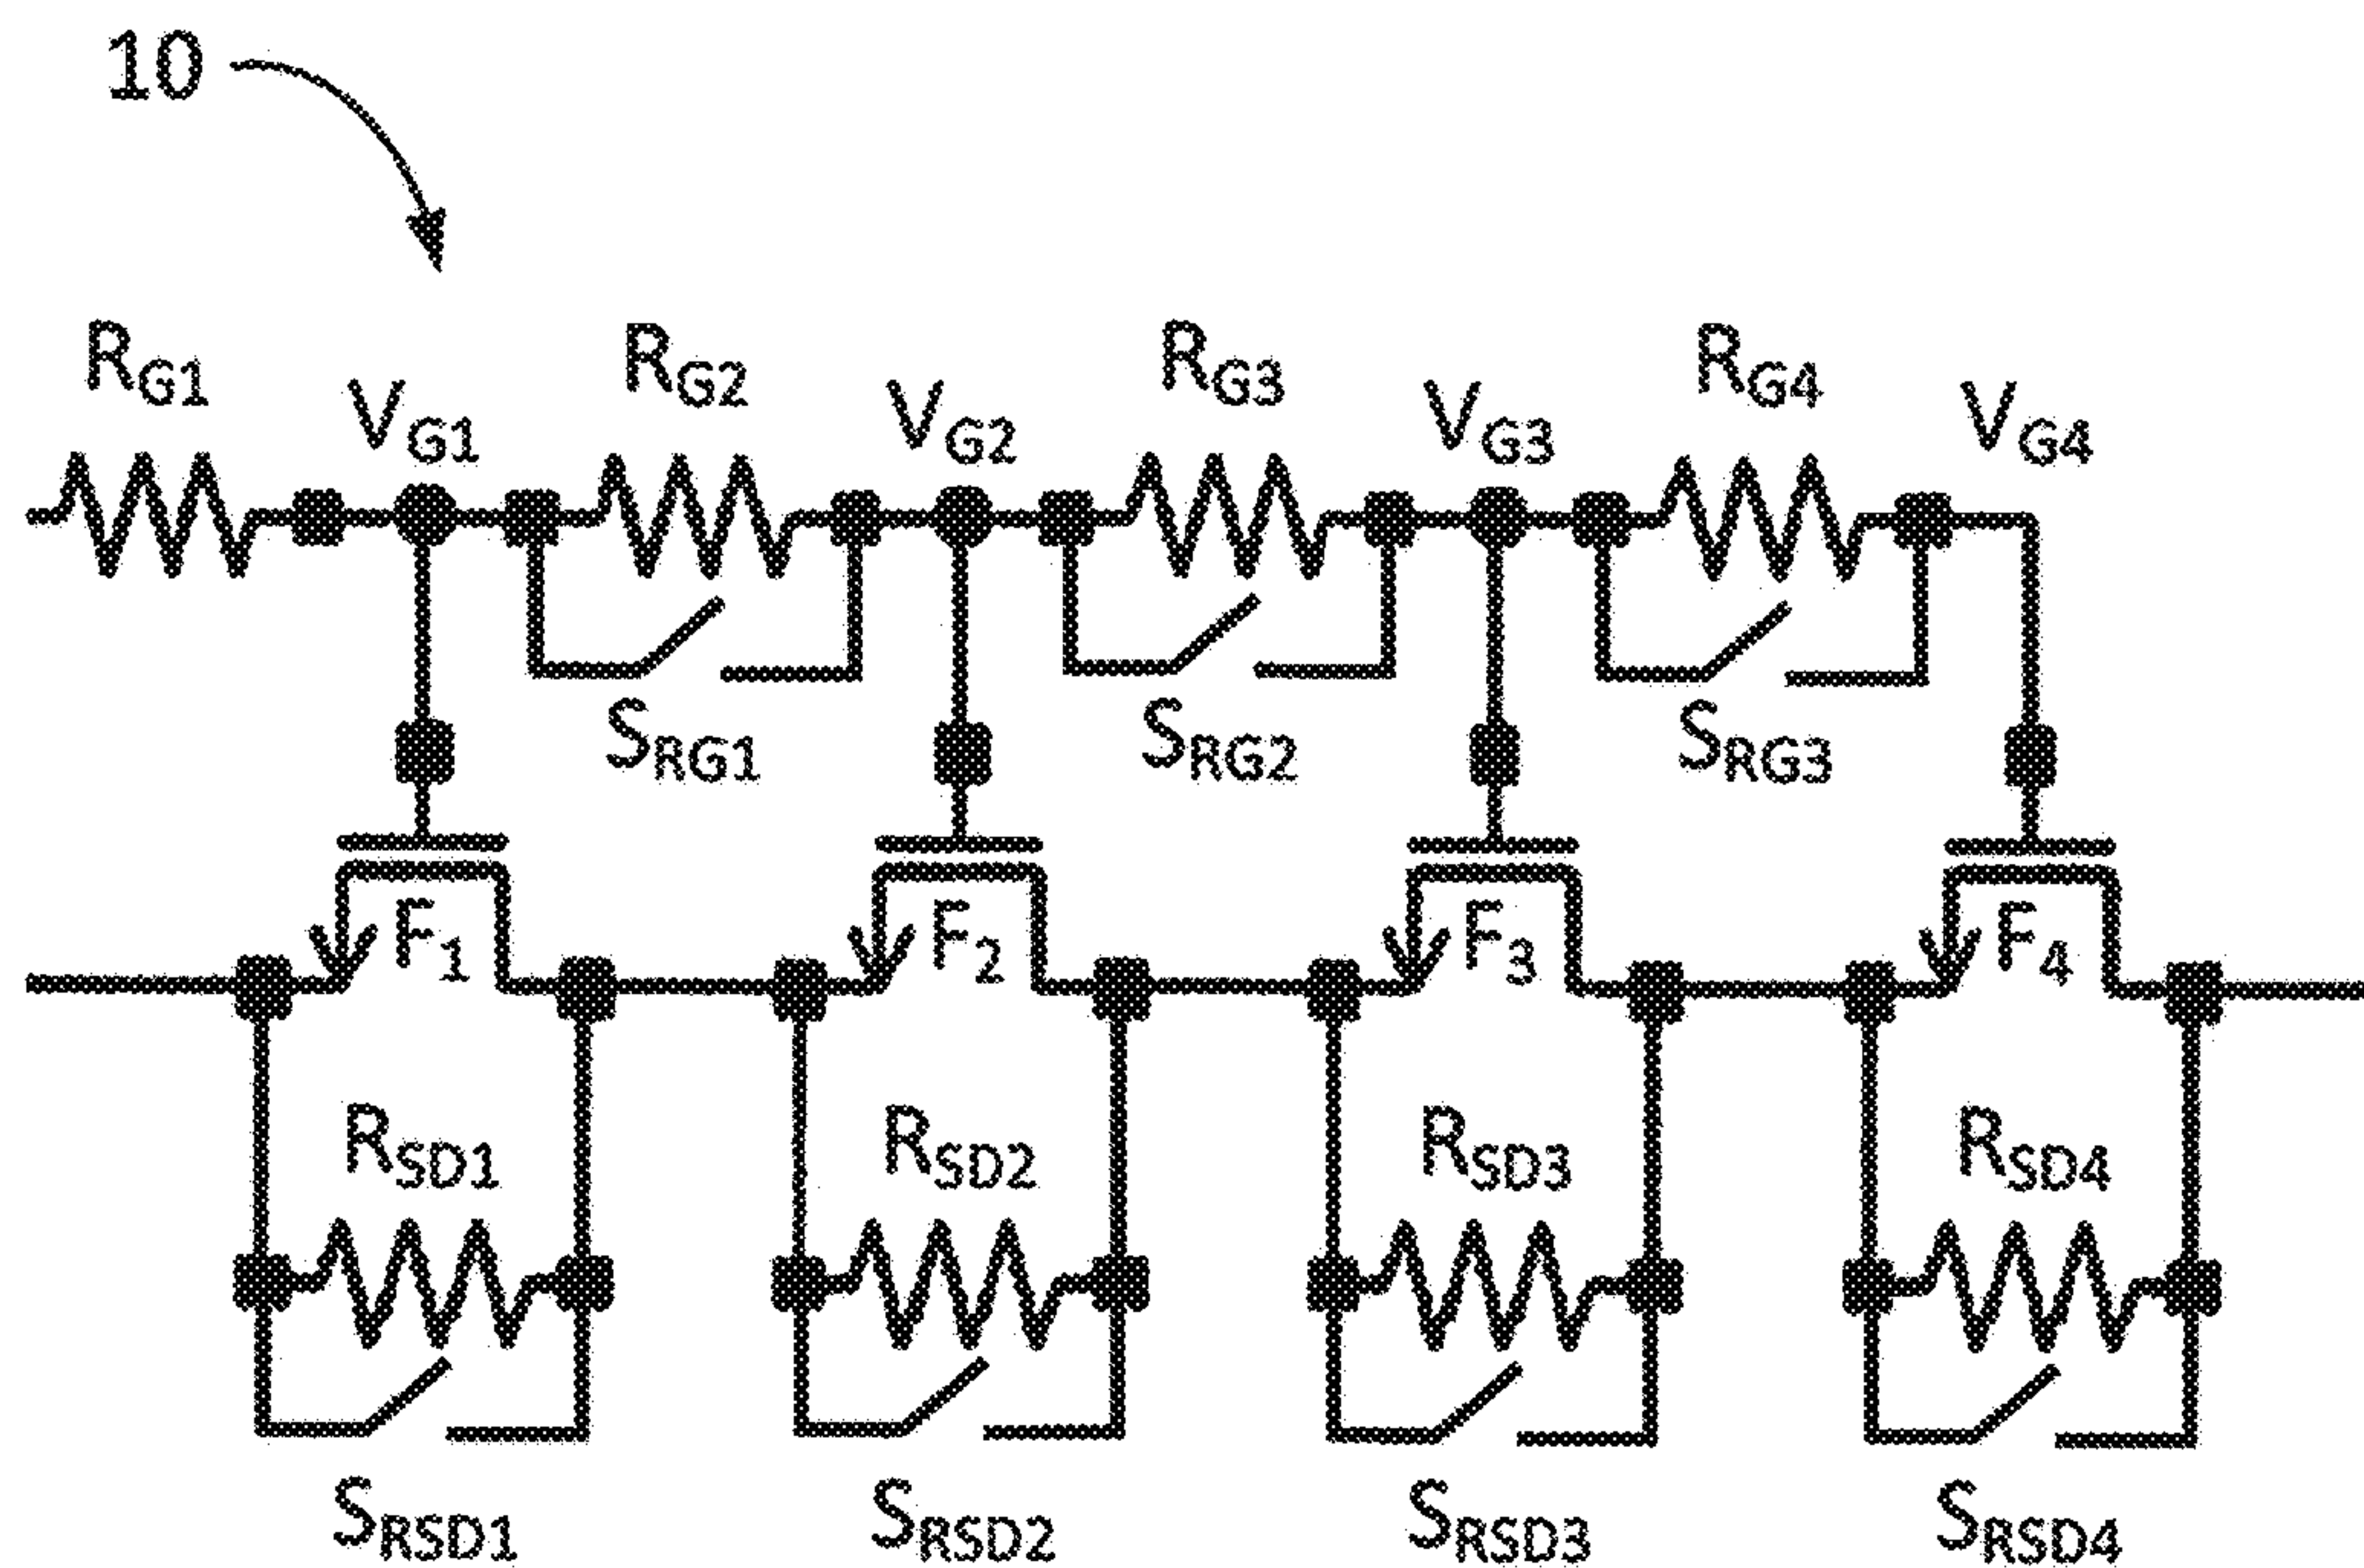 10
RG1 RG2 RG3 RG4
VG1 VG2 VG3 VG4
SRG1 SRG2 SRG3
F1 F2 F3 F4
RSD1 RSD2 RSD3 RSD4
SRSD1 SRSD2 SRSD3 SRSD4